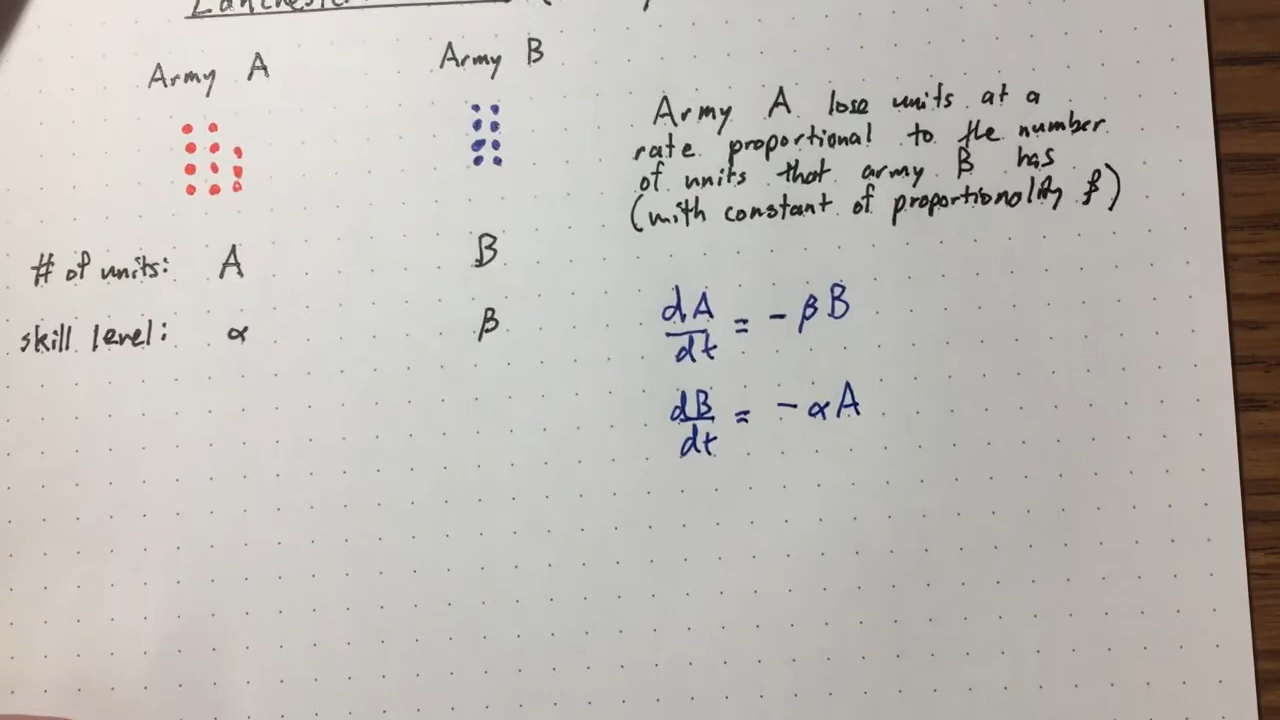 Army A
Army B
Army A lose units at a
rate proportional to the number
of units that army B has
(with constant of proportionality β)
# of units: A B
skill level: α β
dA/dt = - βB
dB/dt = - αA